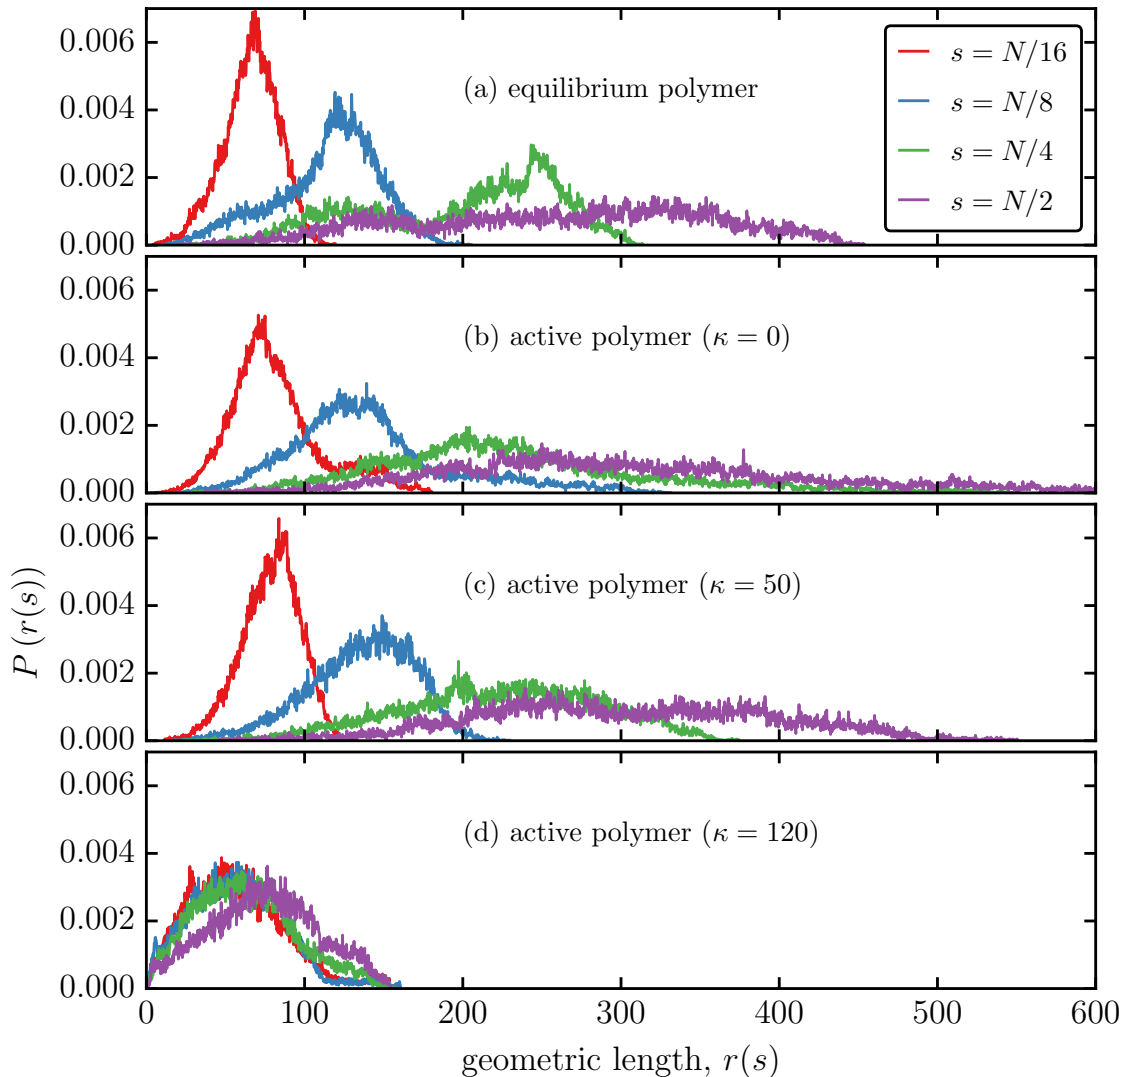 0.006
0.004
0.002
0.000
(a) equilibrium polymer
s = N/16
s = N/8
s = N/4
s = N/2
0.006
0.004
0.002
0.000
(b) active polymer (κ = 0)
0.006
0.004
0.002
0.000
(c) active polymer (κ = 50)
0.006
0.004
0.002
0.000
(d) active polymer (κ = 120)
P (r(s))
0 100 200 300 400 500 600
geometric length, r(s)